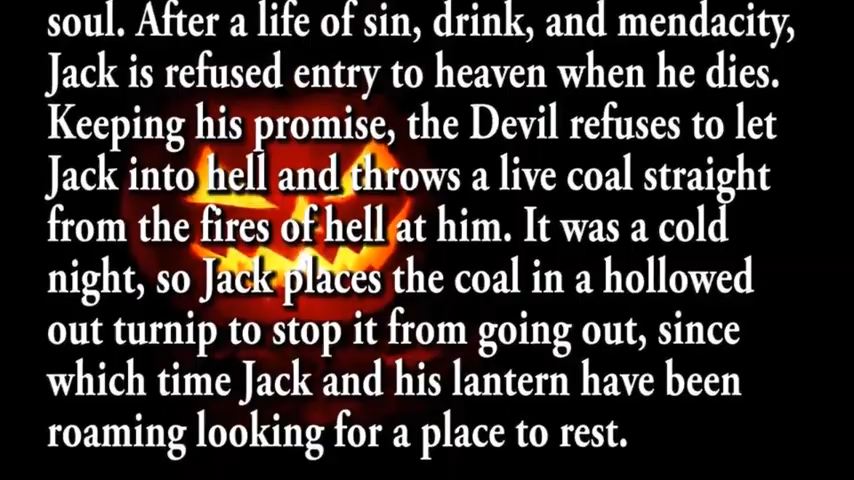 soul. After a life of sin, drink, and mendacity,
Jack is refused entry to heaven when he dies.
Keeping his promise, the Devil refuses to let
Jack into hell and throws a live coal straight
from the fires of hell at him. It was a cold
night, so Jack places the coal in a hollowed
out turnip to stop it from going out, since
which time Jack and his lantern have been
roaming looking for a place to rest.